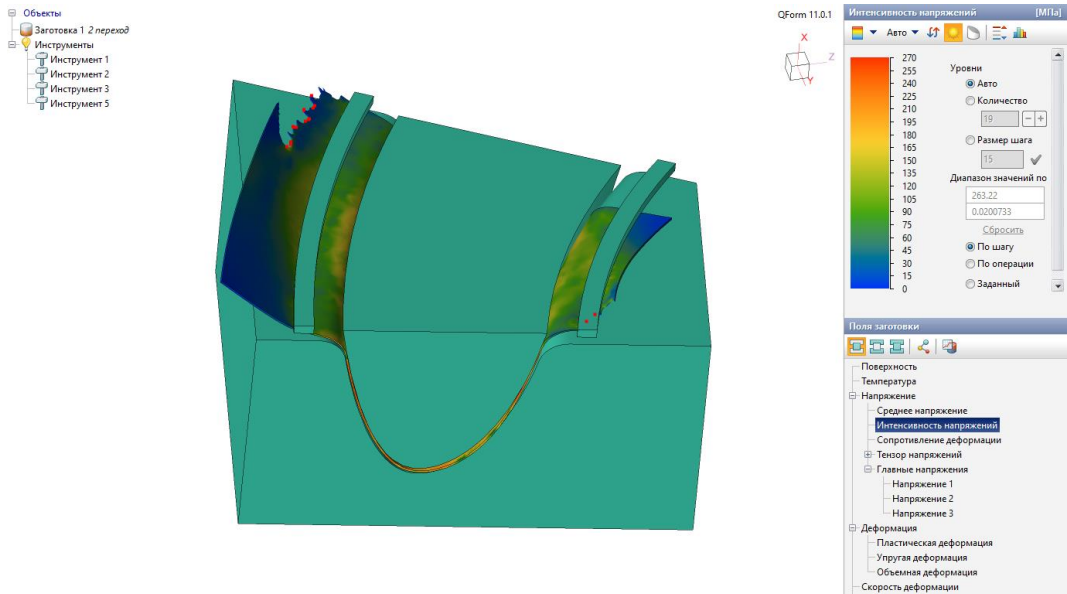 Объекты
Заготовка 1 2 переход
Инструменты
Инструмент 1
Инструмент 2
Инструмент 3
Инструмент 5
QForm 11.0.1
X
Z
Y
Интенсивность напряжений [МПа]
Авто
270
255
240
225
210
195
180
165
150
135
120
105
90
75
60
45
30
15
0
Уровни
Авто
Количество
19
Размер шага
15
Диапазон значений по
263.22
0.0200733
Сбросить
По шагу
По операции
Заданный
Поля заготовки
Поверхность
Температура
Напряжение
Среднее напряжение
Интенсивность напряжений
Сопротивление деформации
Тензор напряжений
Главные напряжения
Напряжение 1
Напряжение 2
Напряжение 3
Деформация
Пластическая деформация
Упругая деформация
Объемная деформация
Скорость деформации